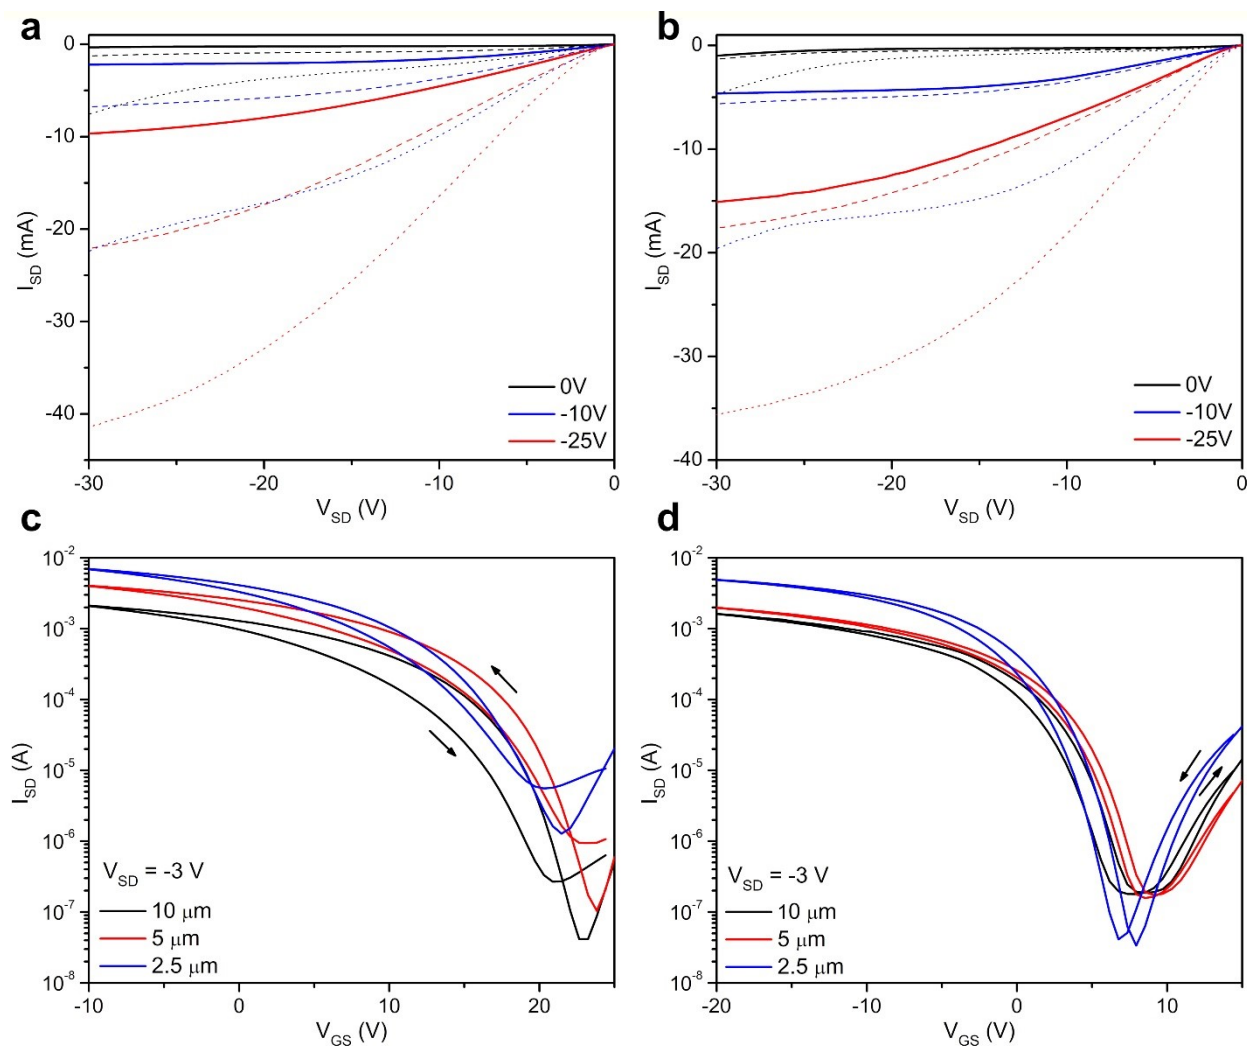 a
0
-10
-20
-30
-40
I_SD (mA)
0V
-10V
-25V
-30
-20
-10
0
V_SD (V)
b
0
-5
-10
-15
-20
-25
-30
-35
-40
I_SD (mA)
0V
-10V
-25V
-30
-20
-10
0
V_SD (V)
c
10^-2
10^-3
10^-4
10^-5
10^-6
10^-7
10^-8
I_SD (A)
V_SD = -3 V
10 μm
5 μm
2.5 μm
-10
0
10
20
V_GS (V)
d
10^-2
10^-3
10^-4
10^-5
10^-6
10^-7
10^-8
I_SD (A)
V_SD = -3 V
10 μm
5 μm
2.5 μm
-20
-10
0
10
V_GS (V)